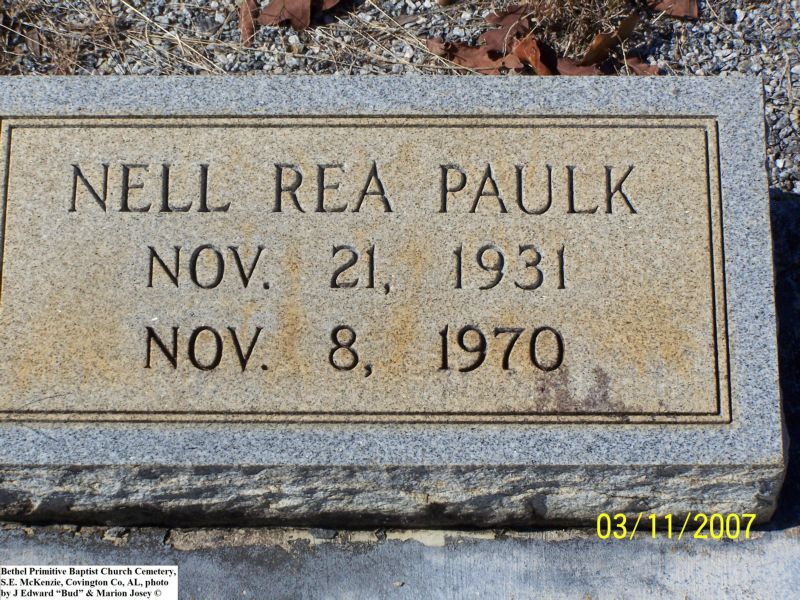 NELL REA PAULK
NOV. 21, 1931
NOV. 8, 1970
03/11/2007
Bethel Primitive Baptist Church Cemetery,
S.E. McKenzie, Covington Co, AL, photo
by J Edward “Bud” & Marion Josey ©